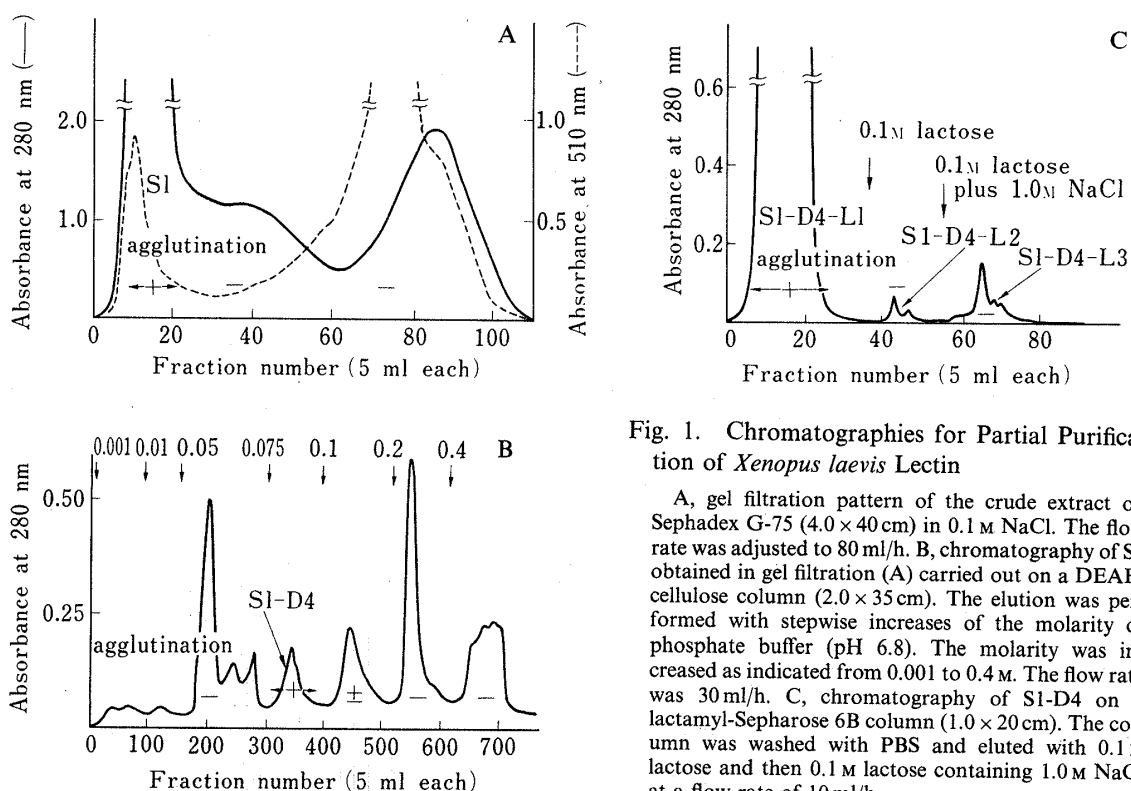 A
Absorbance at 280 nm (—)
Absorbance at 510 nm (----)
2.0
1.0
1.0
0.5
S1
agglutination
+
−
−
0 20 40 60 80 100
Fraction number (5 ml each)
B
0.001 0.01 0.05 0.075 0.1 0.2 0.4
Absorbance at 280 nm
0.50
0.25
S1-D4
agglutination
−
+
±
−
−
0 100 200 300 400 500 600 700
Fraction number (5 ml each)
C
Absorbance at 280 nm
0.6
0.4
0.2
0.1M lactose
0.1M lactose
plus 1.0M NaCl
S1-D4-L1
S1-D4-L2
S1-D4-L3
agglutination
+
−
−
0 20 40 60 80
Fraction number (5 ml each)
Fig. 1. Chromatographies for Partial Purifica-
tion of Xenopus laevis Lectin
A, gel filtration pattern of the crude extract o
Sephadex G-75 (4.0 × 40 cm) in 0.1 M NaCl. The flo
rate was adjusted to 80 ml/h. B, chromatography of S
obtained in gel filtration (A) carried out on a DEAE
cellulose column (2.0 × 35 cm). The elution was per
formed with stepwise increases of the molarity o
phosphate buffer (pH 6.8). The molarity was in
creased as indicated from 0.001 to 0.4 M. The flow rat
was 30 ml/h. C, chromatography of S1-D4 on
lactamyl-Sepharose 6B column (1.0 × 20 cm). The co
umn was washed with PBS and eluted with 0.1
lactose and then 0.1 M lactose containing 1.0 M NaC
at a flow rate of 10 ml/h